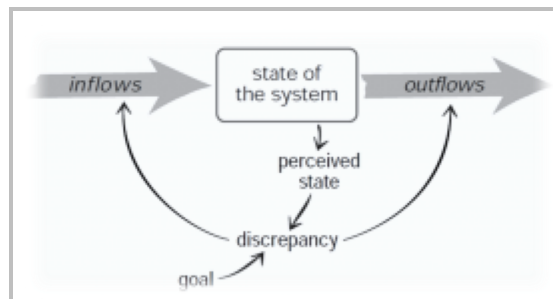 inflows
state of
the system
outflows
perceived
state
discrepancy
goal